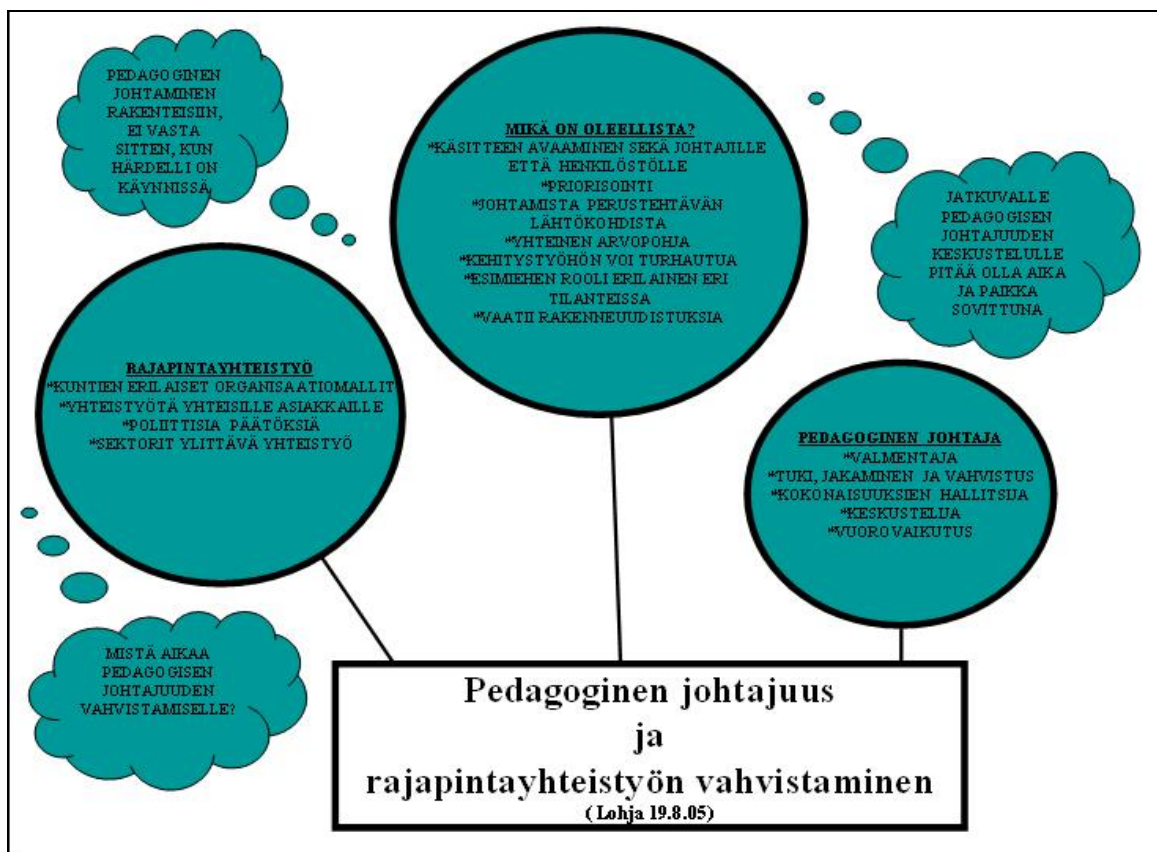 PEDAGOGINEN
JOHTAMINEN
RAKENTEISIIN,
EI VASTA
SITTEN, KUN
HÄRDELLI ON
KÄYNNISSÄ
MIKÄ ON OLEELLISTA?
*KÄSITTEEN AVAAMINEN SEKÄ JOHTAJILLE
ETTÄ HENKILÖSTÖLLE
*PRIORISOINTI
*JOHTAMISTA PERUSTEHTÄVÄN
LÄHTÖKOHDISTA
*YHTEINEN ARVOPOHJA
*KEHITYSTYÖHÖN VOI TURHAUTUA
*ESIMIEHEN ROOLI ERILAINEN ERI
TILANTEISSA
*VAATII RAKENNEUUDISTUKSIA
JATKUVALLE
PEDAGOGISEN
JOHTAJUUDEN
KESKUSTELULLE
PITÄÄ OLLA AIKA
JA PAIKKA
SOVITTUNA
RAJAPINTAYHTEISTYÖ
*KUNTIEN ERILAISET ORGANISAATIOMALLIT
*YHTEISTYÖTÄ YHTEISILLE ASIAKKAILLE
*POLIITTISIA PÄÄTÖKSIÄ
*SEKTORIT YLITTÄVÄ YHTEISTYÖ
PEDAGOGINEN JOHTAJA
*VALMENTAJA
*TUKI, JAKAMINEN JA VAHVISTUS
*KOKONAISUUKSIEN HALLITSIJA
*KESKUSTELIJA
*VUOROVAIKUTUS
MISTÄ AIKAA
PEDAGOGISEN
JOHTAJUUDEN
VAHVISTAMISELLE?
Pedagoginen johtajuus
ja
rajapintayhteistyön vahvistaminen
( Lohja 19.8.05)